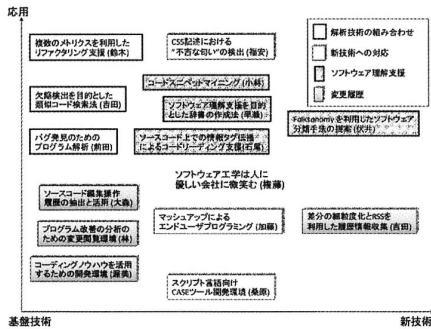 応用
複数のメトリクスを利用した
リファクタリング支援 (鈴木)
CSS記述における
"不吉な匂い"の検出 (福安)
解析技術の組み合わせ
新技術への対応
ソフトウェア理解支援
変更履歴
コードスニペットマイニング (小林)
欠陥検出を目的とした
類似コード検索法 (吉田)
ソフトウェア理解支援を目的
とした辞書の作成法 (早瀬)
Folksonomyを利用したソフトウェア
分類手法の提案 (伏井)
バグ発見のための
プログラム解析 (前田)
ソースコード上での情報タグ伝播
によるコードリーディング支援 (石尾)
ソフトウェア工学は人に
優しい会社に微笑む (権藤)
ソースコード編集操作
履歴の抽出と活用 (大森)
マッシュアップによる
エンドユーザプログラミング (加藤)
差分の細粒度化とRSSを
利用した履歴情報収集 (吉田)
プログラム改善の分析の
ための変更閲覧環境 (林)
コーディングノウハウを活用
するための開発環境 (渥美)
スクリプト言語向け
CASEツール開発環境 (桑原)
基盤技術
新技術